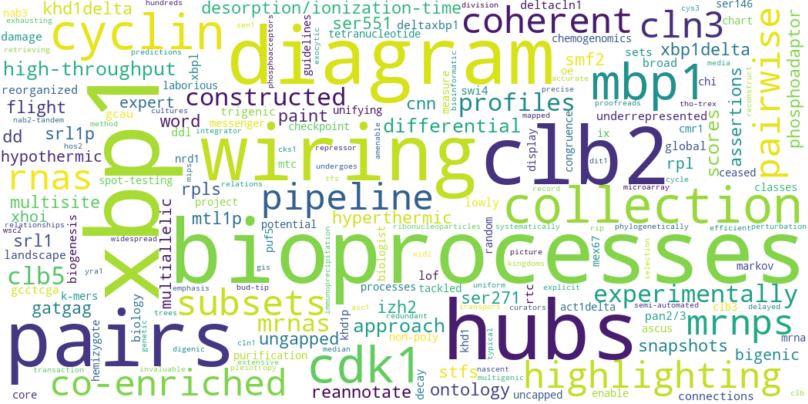 nab3
khd1delta
hundreds
cyclin
desorption/ionization-time
division
deltacln1
ser146
cys3
chart
exhausting
damage
diagram
sen1
phosphoacceptors
exocytic
guidelines
ser551
deltaxbp1
tetranucleotide
coherent
cln3
chemogenomics
sets
broad
xbp1delta
pairwise
phosphoadaptor
high-throughput
xbpl
laborious
measure
bioinformatic
swi4
smf2
oe
mbp1
predictions
retrieving
media
accurate
precise
reconstruct
reorganized
flight
expert
gcau
cultures
constructed
trigenic
unifying
cnn
profiles
underrepresented
tho-trex
chi
scores
assertions
dd
srl1p
word
messenger
paint
checkpoint
differential
display
congruence
ix
cmr1
global
proofreads
mapped
nab2-tandem
method
hypothermic
ddl
integrator
cks1
repressor
amenable
dit1
rpl
ceased
rnas
spot-testing
nrd1
mips
mtc
undergoes
tfs
wiring
clb2
microarray
cycle
multisite
hos2
rpls
relations
pipeline
lowly
record
collection
classes
xhoi
project
hyperthermic
efficient
perturbation
relationships
wsc2
biogenesis
xbp1
mtl1p
potential
ribonucleoparticles
systematically
rip
phylogenetically
srl1
widespread
multiallelic
puf5
immunoprecipitation
biologist
random
mex67
markov
landscape
yra1
bioprocesses
clb5
emphasis
gis
mid2
kingdoms
uniform
explicit
selection
gcctcga
trees
bud-tip
processes
tackled
lof
picture
semi-automated
delayed
k-mers
biology
genetic
subsets
khd1p
asc1
redundant
transport
izh2
ser271
rtc
curators
experimentally
gatgag
hemizygote
digenic
cln1
mrnas
median
approach
khd1
typical
act1delta
clb3
pan2/3
mrnps
ascus
mrna
pairs
ungapped
non-poly
hubs
snapshots
bigenic
transaction
pleiotropy
purification
extensive
cdk1
decay
stfs
nascent
highlighting
core
co-enriched
invaluable
reannotate
ontology
multigenic
uncapped
enable
connections
clb